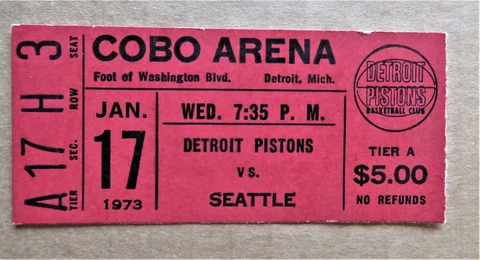 SEAT 3
ROW H
SEC. 17
TIER A
COBO ARENA
Foot of Washington Blvd. Detroit, Mich.
JAN.
17
1973
WED. 7:35 P. M.
DETROIT PISTONS
VS.
SEATTLE
DETROIT
PISTONS
BASKETBALL CLUB
TIER A
$5.00
NO REFUNDS